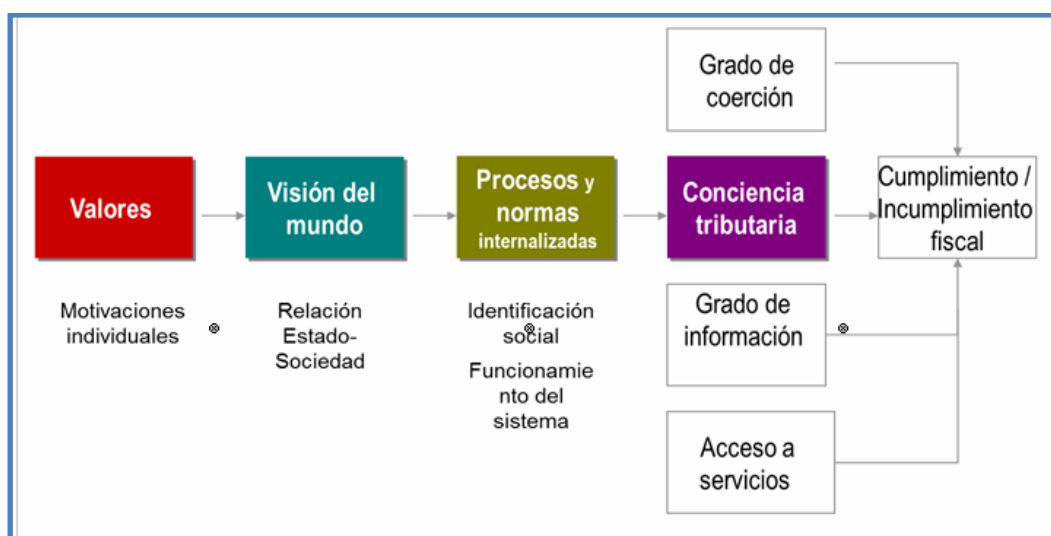 Grado de
coerción
Valores
Visión del
mundo
Procesos y
normas
internalizadas
Conciencia
tributaria
Cumplimiento /
Incumplimiento
fiscal
Motivaciones
individuales
Relación
Estado-
Sociedad
Identificación
social
Funcionamie
nto del
sistema
Grado de
información
Acceso a
servicios